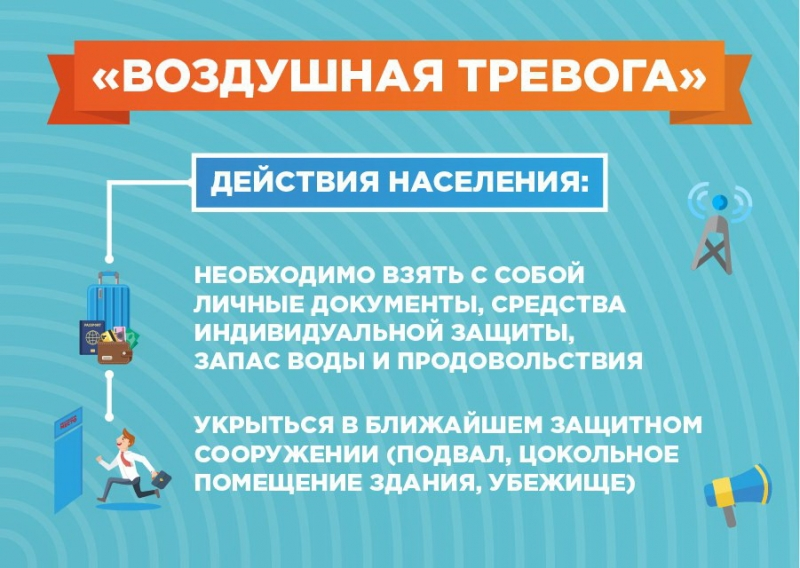 «ВОЗДУШНАЯ ТРЕВОГА»
ДЕЙСТВИЯ НАСЕЛЕНИЯ:
НЕОБХОДИМО ВЗЯТЬ С СОБОЙ
ЛИЧНЫЕ ДОКУМЕНТЫ, СРЕДСТВА
ИНДИВИДУАЛЬНОЙ ЗАЩИТЫ,
ЗАПАС ВОДЫ И ПРОДОВОЛЬСТВИЯ
PASSPORT
УКРЫТЬСЯ В БЛИЖАЙШЕМ ЗАЩИТНОМ
СООРУЖЕНИИ (ПОДВАЛ, ЦОКОЛЬНОЕ
ПОМЕЩЕНИЕ ЗДАНИЯ, УБЕЖИЩЕ)